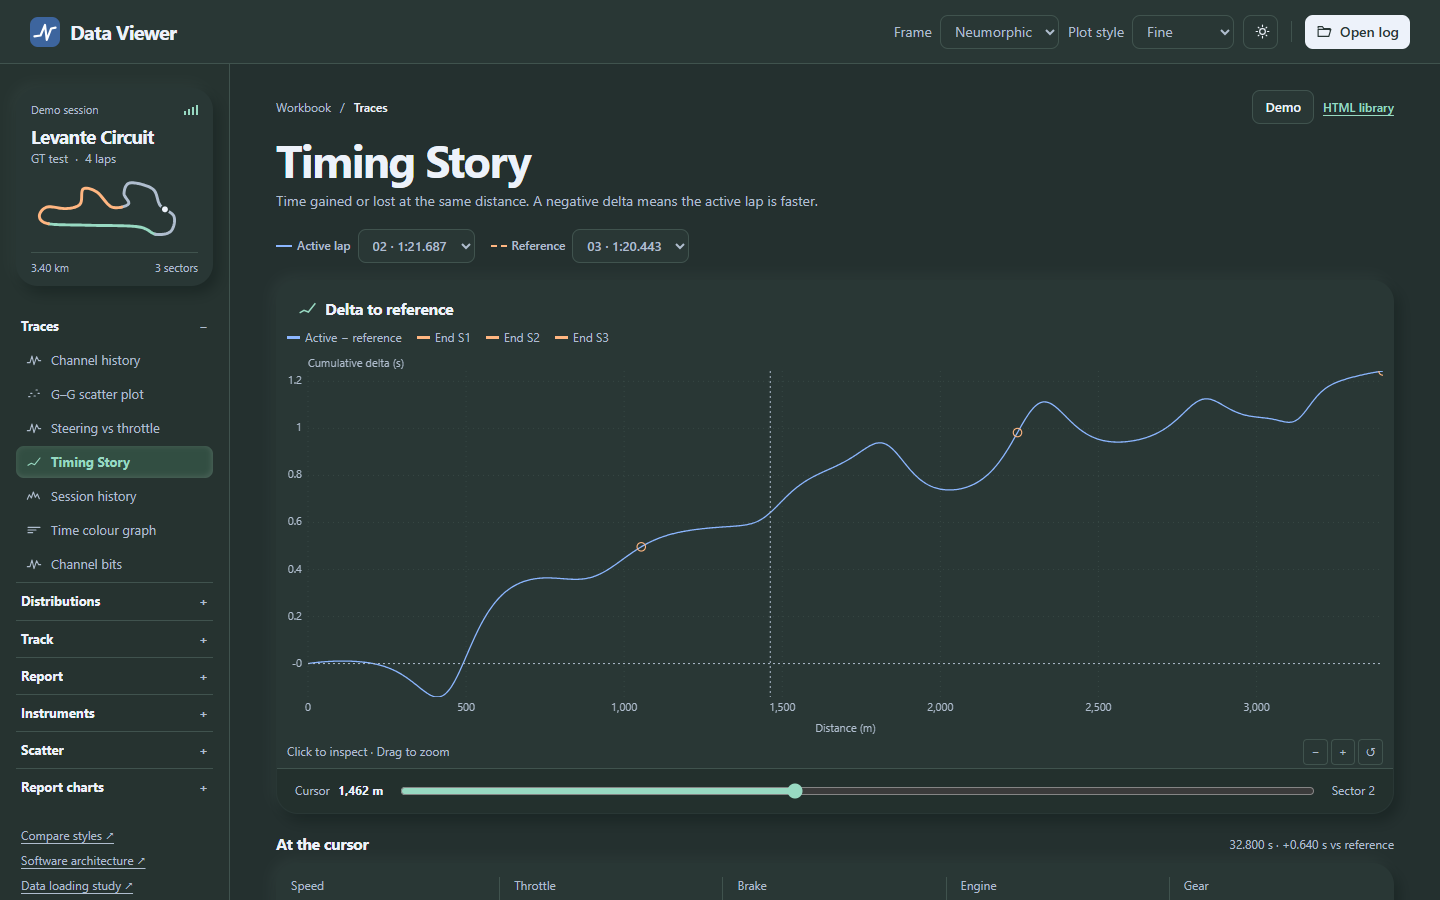 Data Viewer
Frame Neumorphic Plot style Fine Open log
Demo session
Levante Circuit
GT test · 4 laps
3.40 km 3 sectors
Traces −
Channel history
G–G scatter plot
Steering vs throttle
Timing Story
Session history
Time colour graph
Channel bits
Distributions +
Track +
Report +
Instruments +
Scatter +
Report charts +
Compare styles ↗
Software architecture ↗
Data loading study ↗
Workbook / Traces
Demo HTML library
Timing Story
Time gained or lost at the same distance. A negative delta means the active lap is faster.
Active lap 02 · 1:21.687 Reference 03 · 1:20.443
Delta to reference
Active − reference End S1 End S2 End S3
Cumulative delta (s)
1.2
1
0.8
0.6
0.4
0.2
-0
0 500 1,000 1,500 2,000 2,500 3,000
Distance (m)
Click to inspect · Drag to zoom − + ↺
Cursor 1,462 m Sector 2
At the cursor 32.800 s · +0.640 s vs reference
Speed Throttle Brake Engine Gear